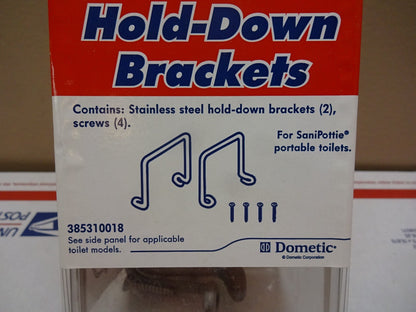 Hold-Down
Brackets
Contains: Stainless steel hold-down brackets (2),
screws (4).
For SaniPottie®
portable toilets.
385310018
See side panel for applicable
toilet models.
Dometic®
© Dometic Corporation